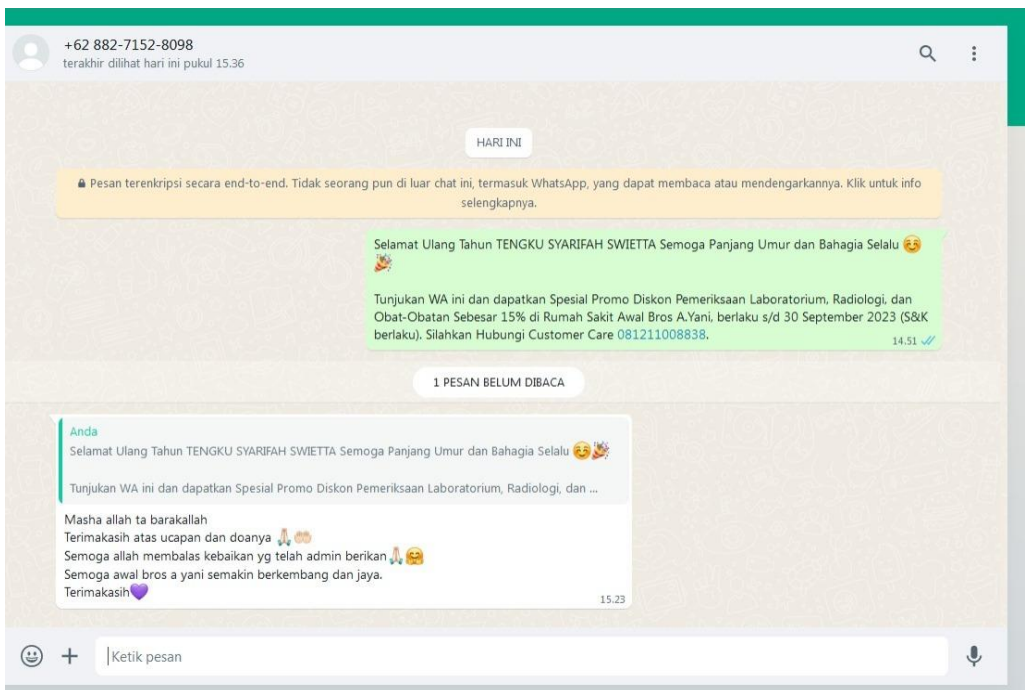 +62 882-7152-8098
terakhir dilihat hari ini pukul 15.36
HARI INI
Pesan terenkripsi secara end-to-end. Tidak seorang pun di luar chat ini, termasuk WhatsApp, yang dapat membaca atau mendengarkannya. Klik untuk info
selengkapnya.
Selamat Ulang Tahun TENGKU SYARIFAH SWIETTA Semoga Panjang Umur dan Bahagia Selalu ☺️
🎉
Tunjukan WA ini dan dapatkan Spesial Promo Diskon Pemeriksaan Laboratorium, Radiologi, dan
Obat-Obatan Sebesar 15% di Rumah Sakit Awal Bros A.Yani, berlaku s/d 30 September 2023 (S&K
berlaku). Silahkan Hubungi Customer Care 081211008838.
14.51
1 PESAN BELUM DIBACA
Anda
Selamat Ulang Tahun TENGKU SYARIFAH SWIETTA Semoga Panjang Umur dan Bahagia Selalu ☺️🎉
Tunjukan WA ini dan dapatkan Spesial Promo Diskon Pemeriksaan Laboratorium, Radiologi, dan ...
Masha allah ta barakallah
Terimakasih atas ucapan dan doanya 🙏🏻🤲🏻
Semoga allah membalas kebaikan yg telah admin berikan🙏🏻🤗
Semoga awal bros a yani semakin berkembang dan jaya.
Terimakasih💜
15.23
Ketik pesan